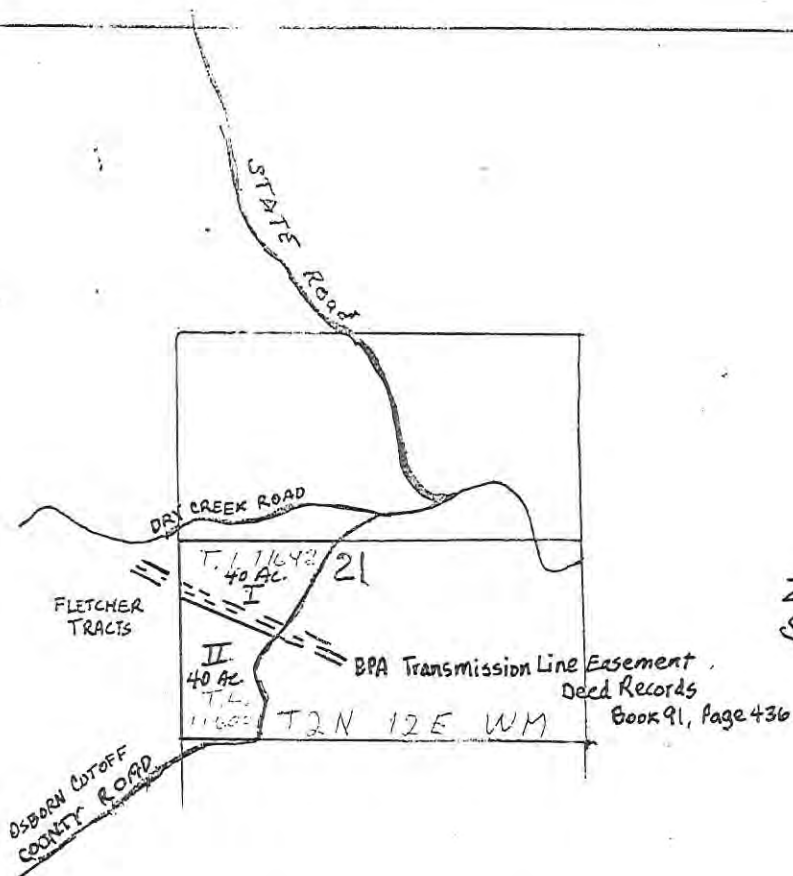 STATE ROAD
DRY CREEK ROAD
T. L. 11642
40 AC.
I
21
FLETCHER
TRACTS
II
40 AC
T.L.
BPA Transmission Line Easement
Deed Records
Book 91, Page 436
T2N 12E WM
OSBORN CUTOFF
COUNTY ROAD